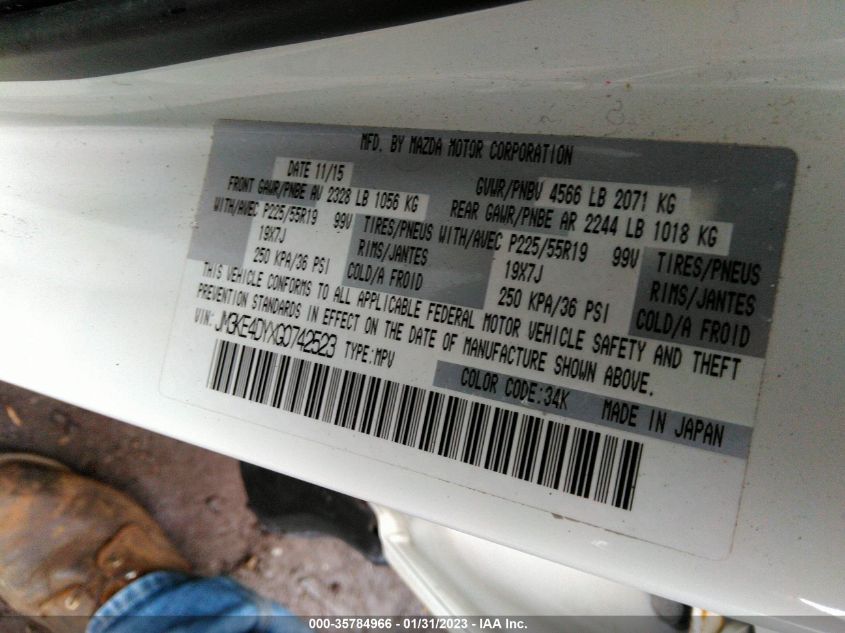 MFD. BY MAZDA MOTOR CORPORATION
DATE 11/15 GVWR/PNBV 4566 LB 2071 KG
FRONT GAWR/PNBE AV 2328 LB 1056 KG REAR GAWR/PNBE AR 2244 LB 1018 KG
WITH/AVEC P225/55R19 99V TIRES/PNEUS WITH/AVEC P225/55R19 99V TIRES/PNEUS
19X7J RIMS/JANTES 19X7J RIMS/JANTES
250 KPA/36 PSI COLD/A FROID 250 KPA/36 PSI COLD/A FROID
THIS VEHICLE CONFORMS TO ALL APPLICABLE FEDERAL MOTOR VEHICLE SAFETY AND THEFT
PREVENTION STANDARDS IN EFFECT ON THE DATE OF MANUFACTURE SHOWN ABOVE.
VIN: JM3KE4DYXG0742523 TYPE:MPV
COLOR CODE:34K MADE IN JAPAN
000-35784966 - 01/31/2023 - IAA Inc.